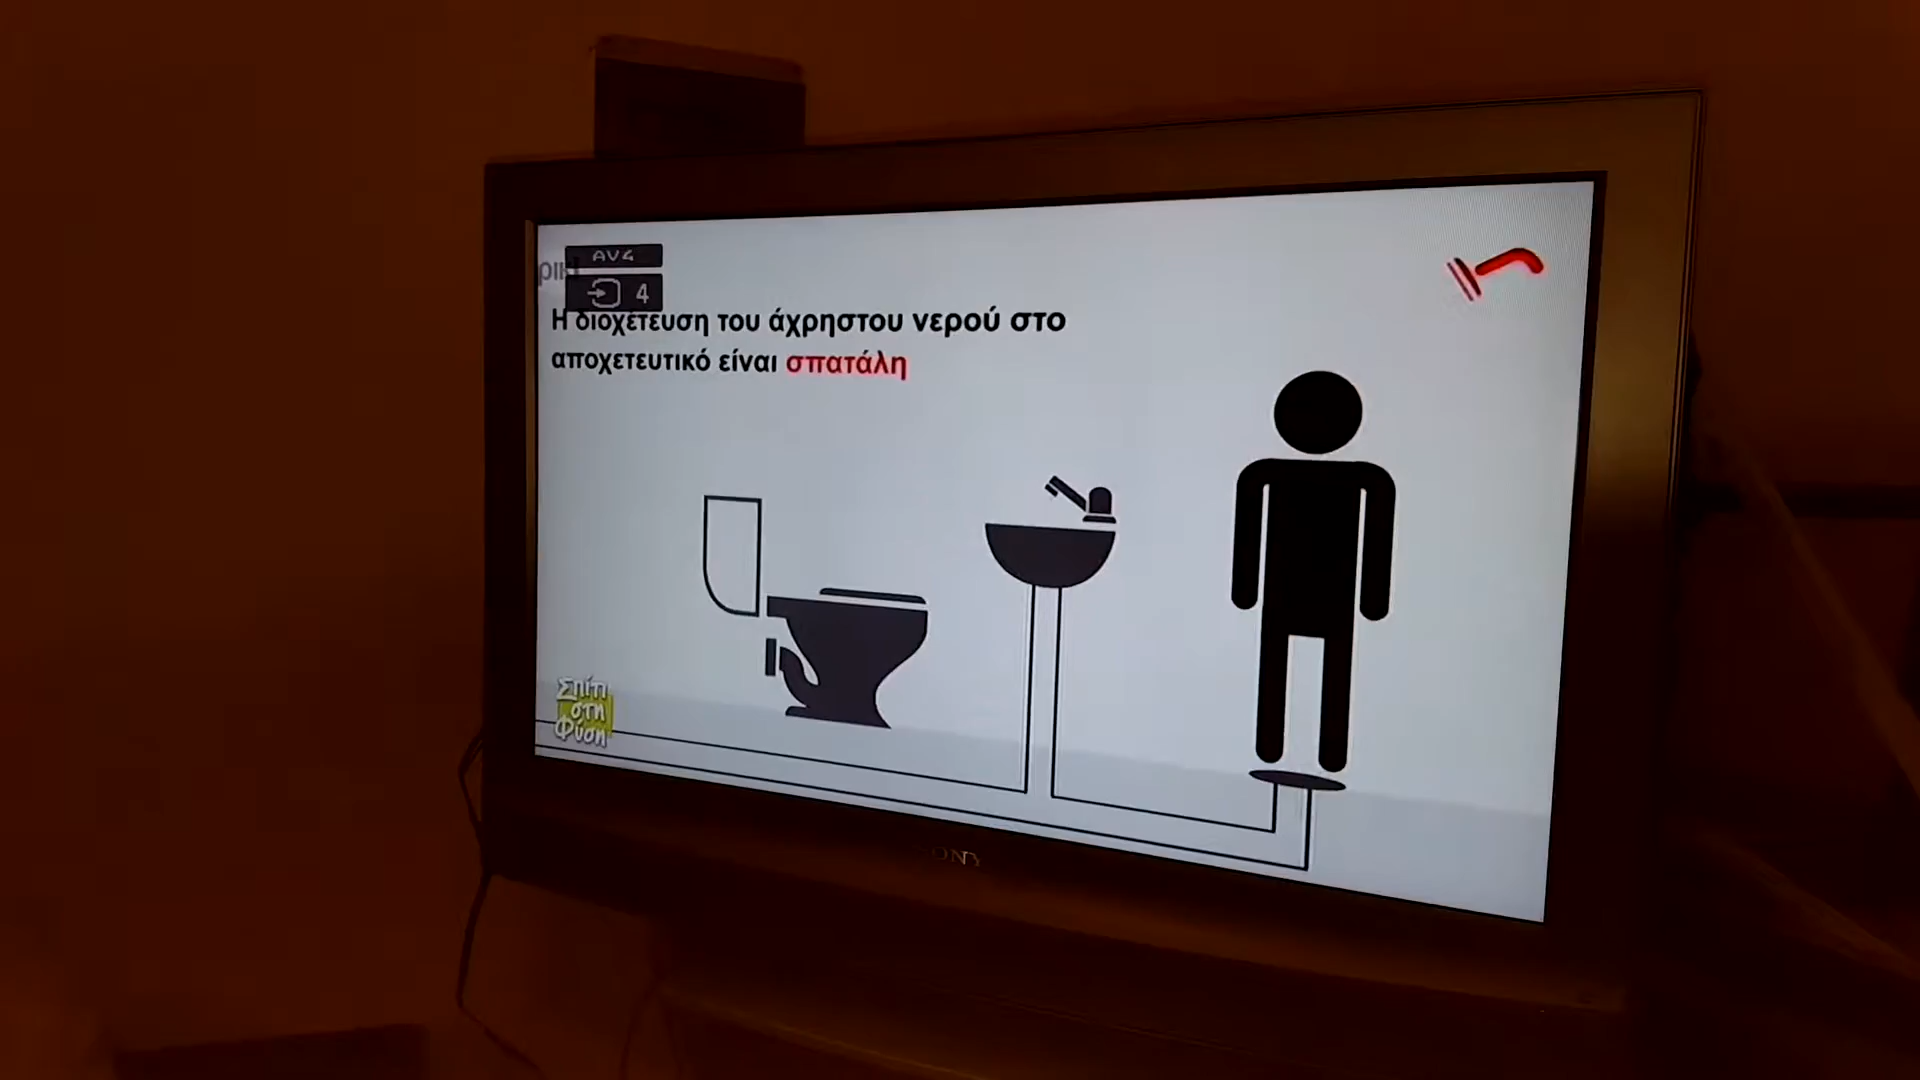 AV4
4
Η διοχέτευση του άχρηστου νερού στο
αποχετευτικό είναι σπατάλη
Σπίτι
στη
Φύση
SONY